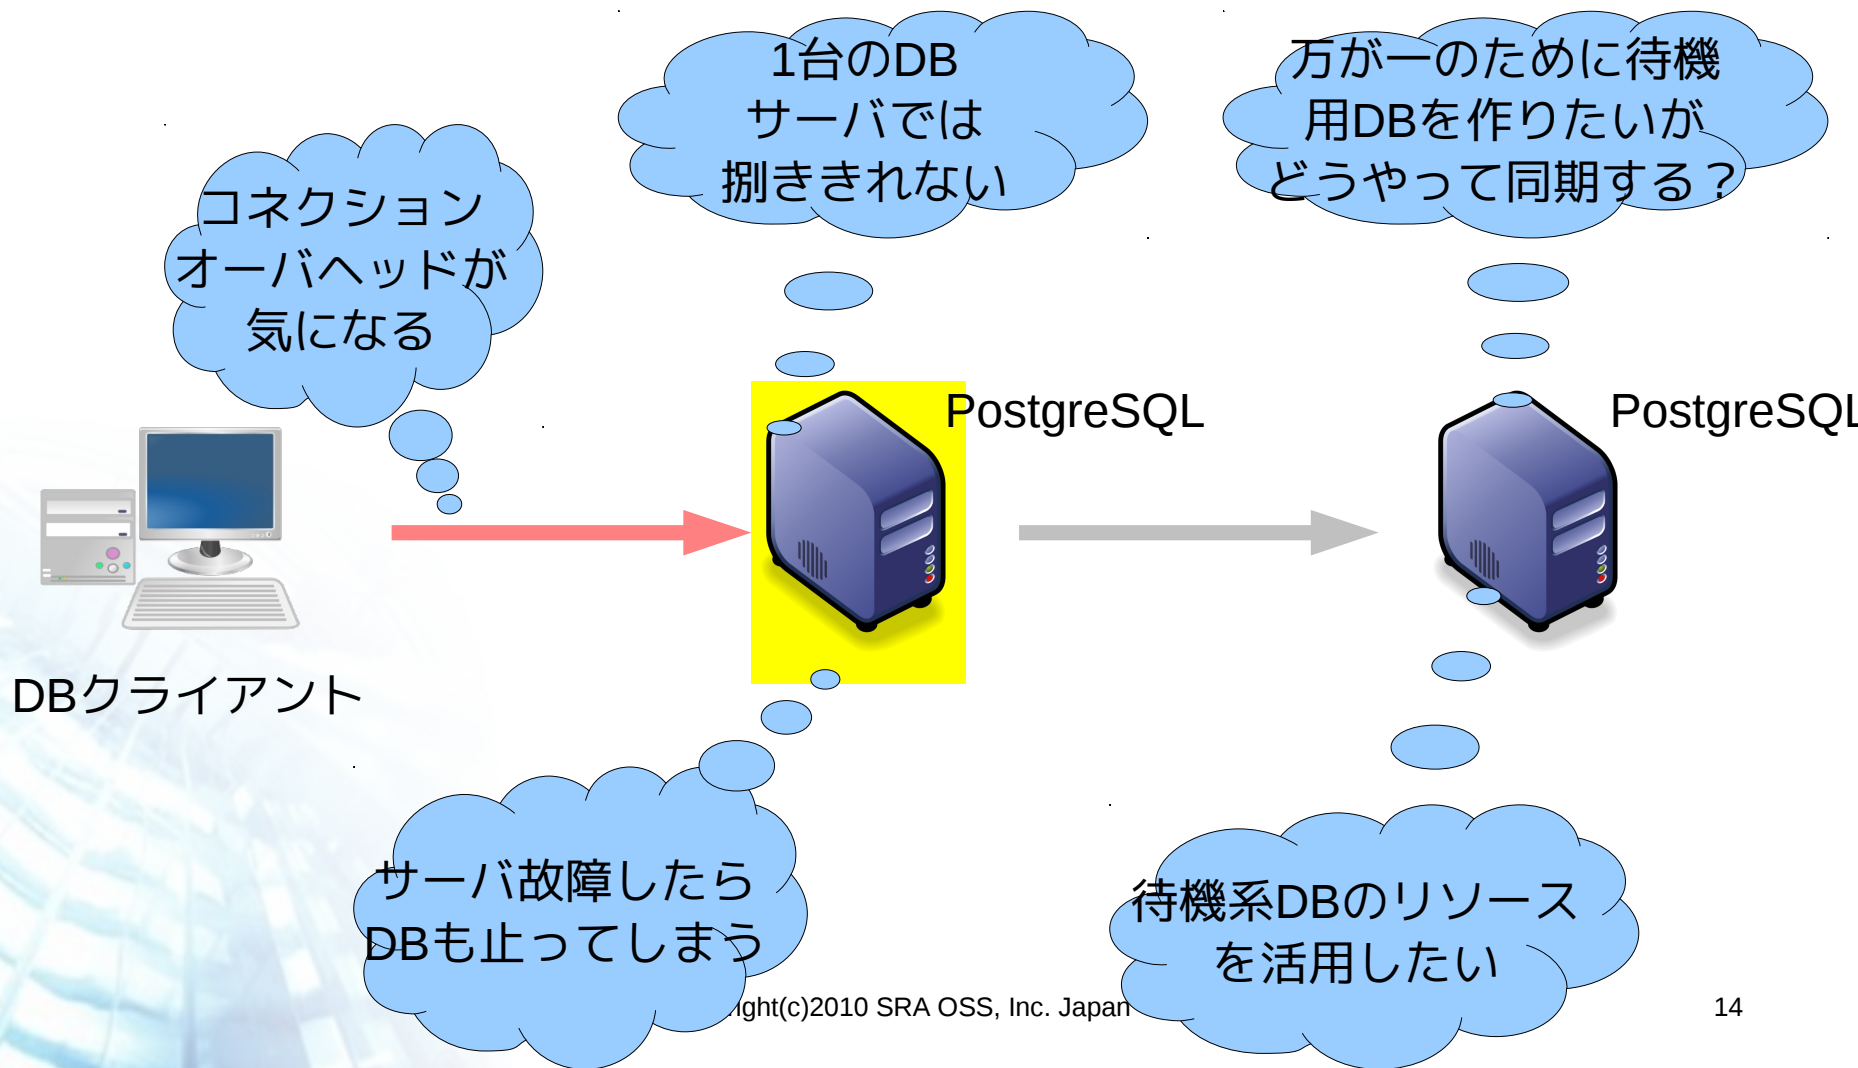 1台のDB
サーバでは
捌ききれない
万が一のために待機
用DBを作りたいが
どうやって同期する？
コネクション
オーバヘッドが
気になる
PostgreSQL
PostgreSQL
DBクライアント
サーバ故障したら
DBも止ってしまう
待機系DBのリソース
を活用したい
right(c)2010 SRA OSS, Inc. Japan
14